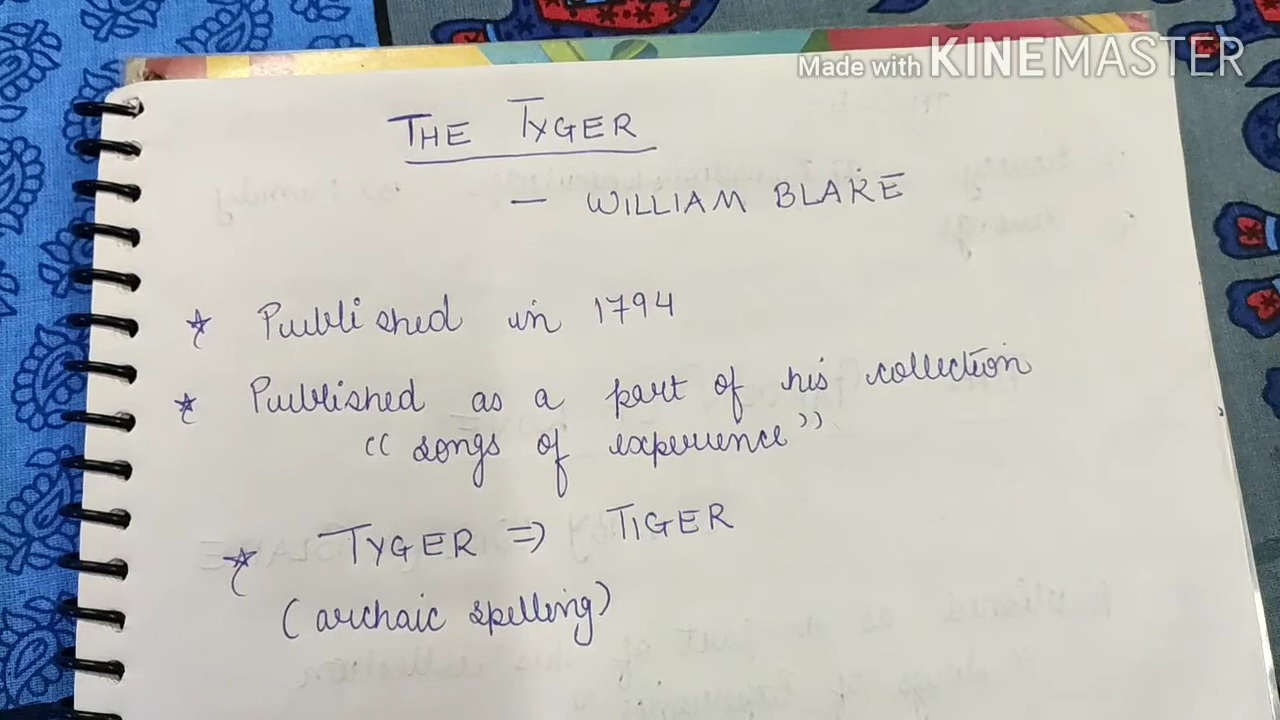 Made with KINEMASTER
THE TYGER
— WILLIAM BLAKE
☆ Published in 1794
☆ Published as a part of his collection
“songs of experience”
☆ TYGER ⇒ TIGER
(archaic spelling)